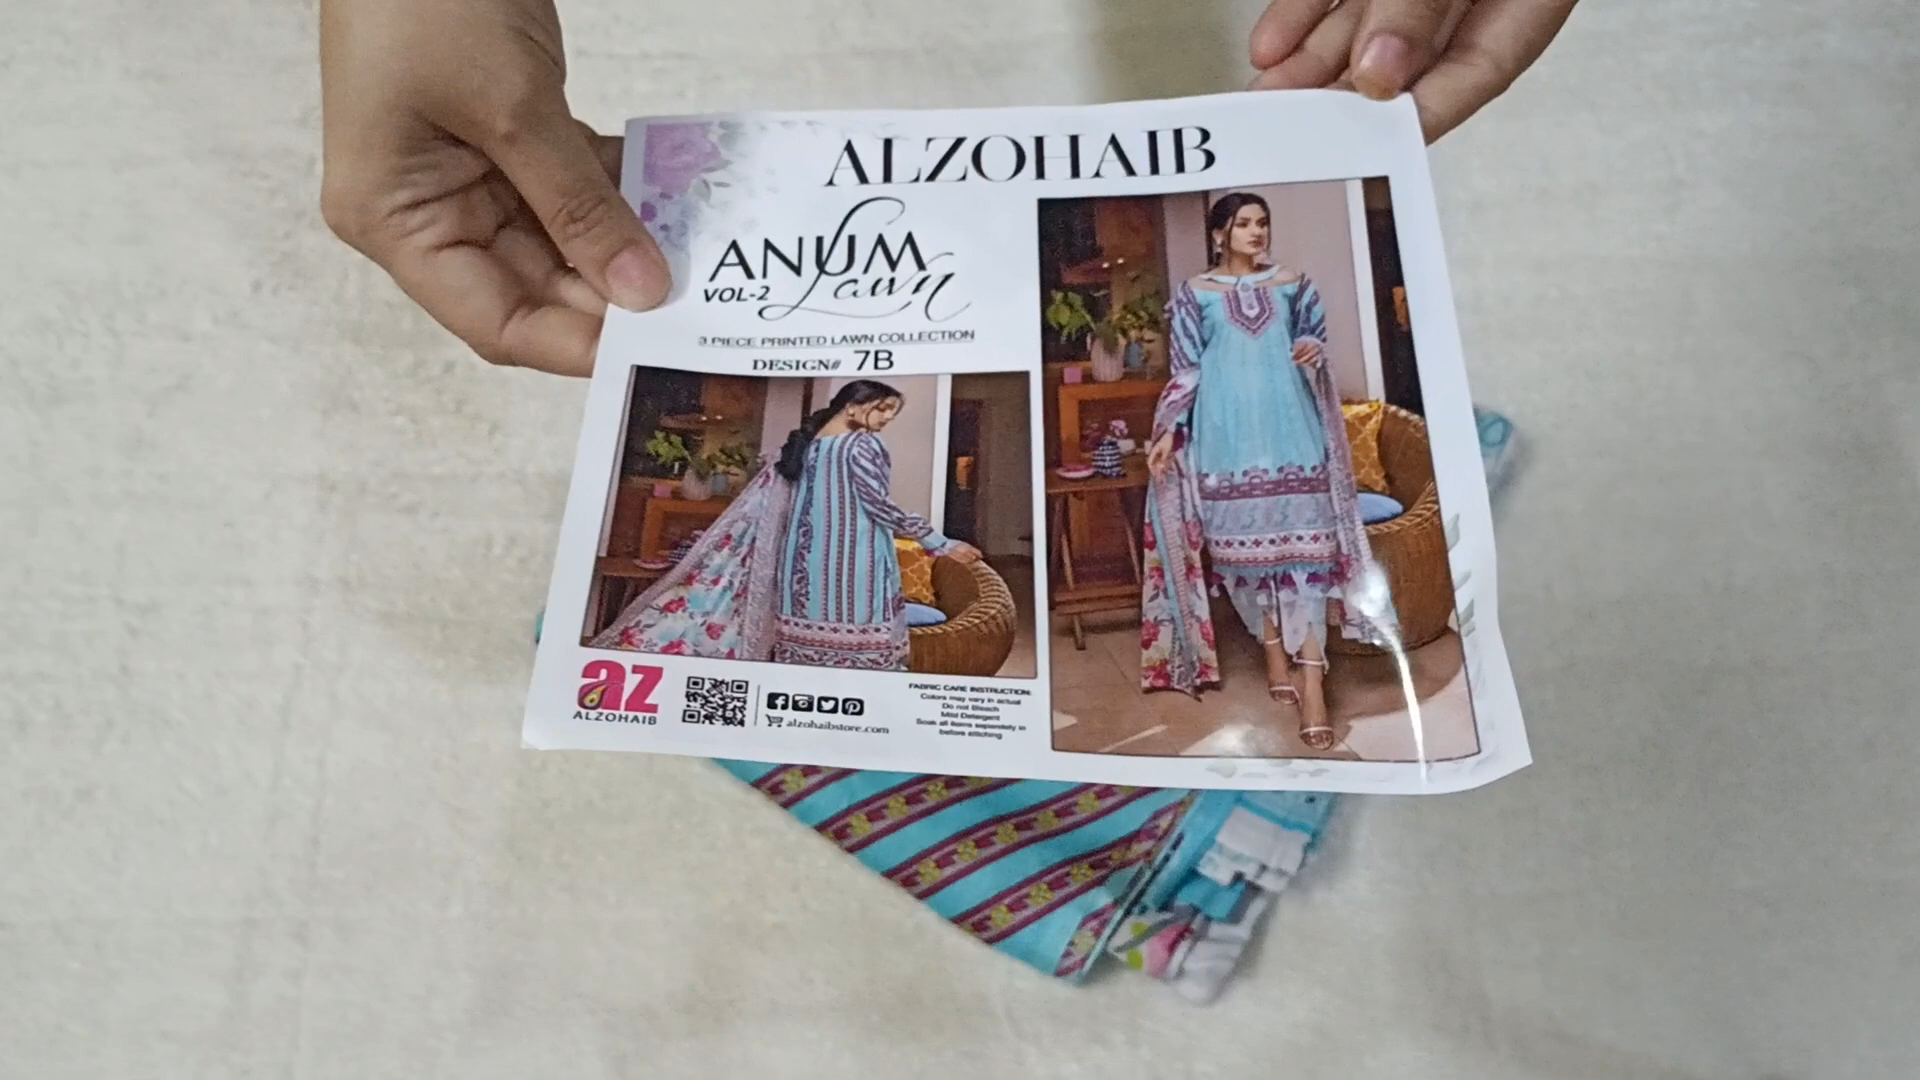 ALZOHAIB
ANUM
VOL-2 Lawn
3 PIECE PRINTED LAWN COLLECTION
DESIGN# 7B
az
ALZOHAIB
alzohaibstore.com
FABRIC CARE INSTRUCTION:
Colors may vary in actual
Do not Bleach
Mild Detergent
Soak all items separately in
before stitching